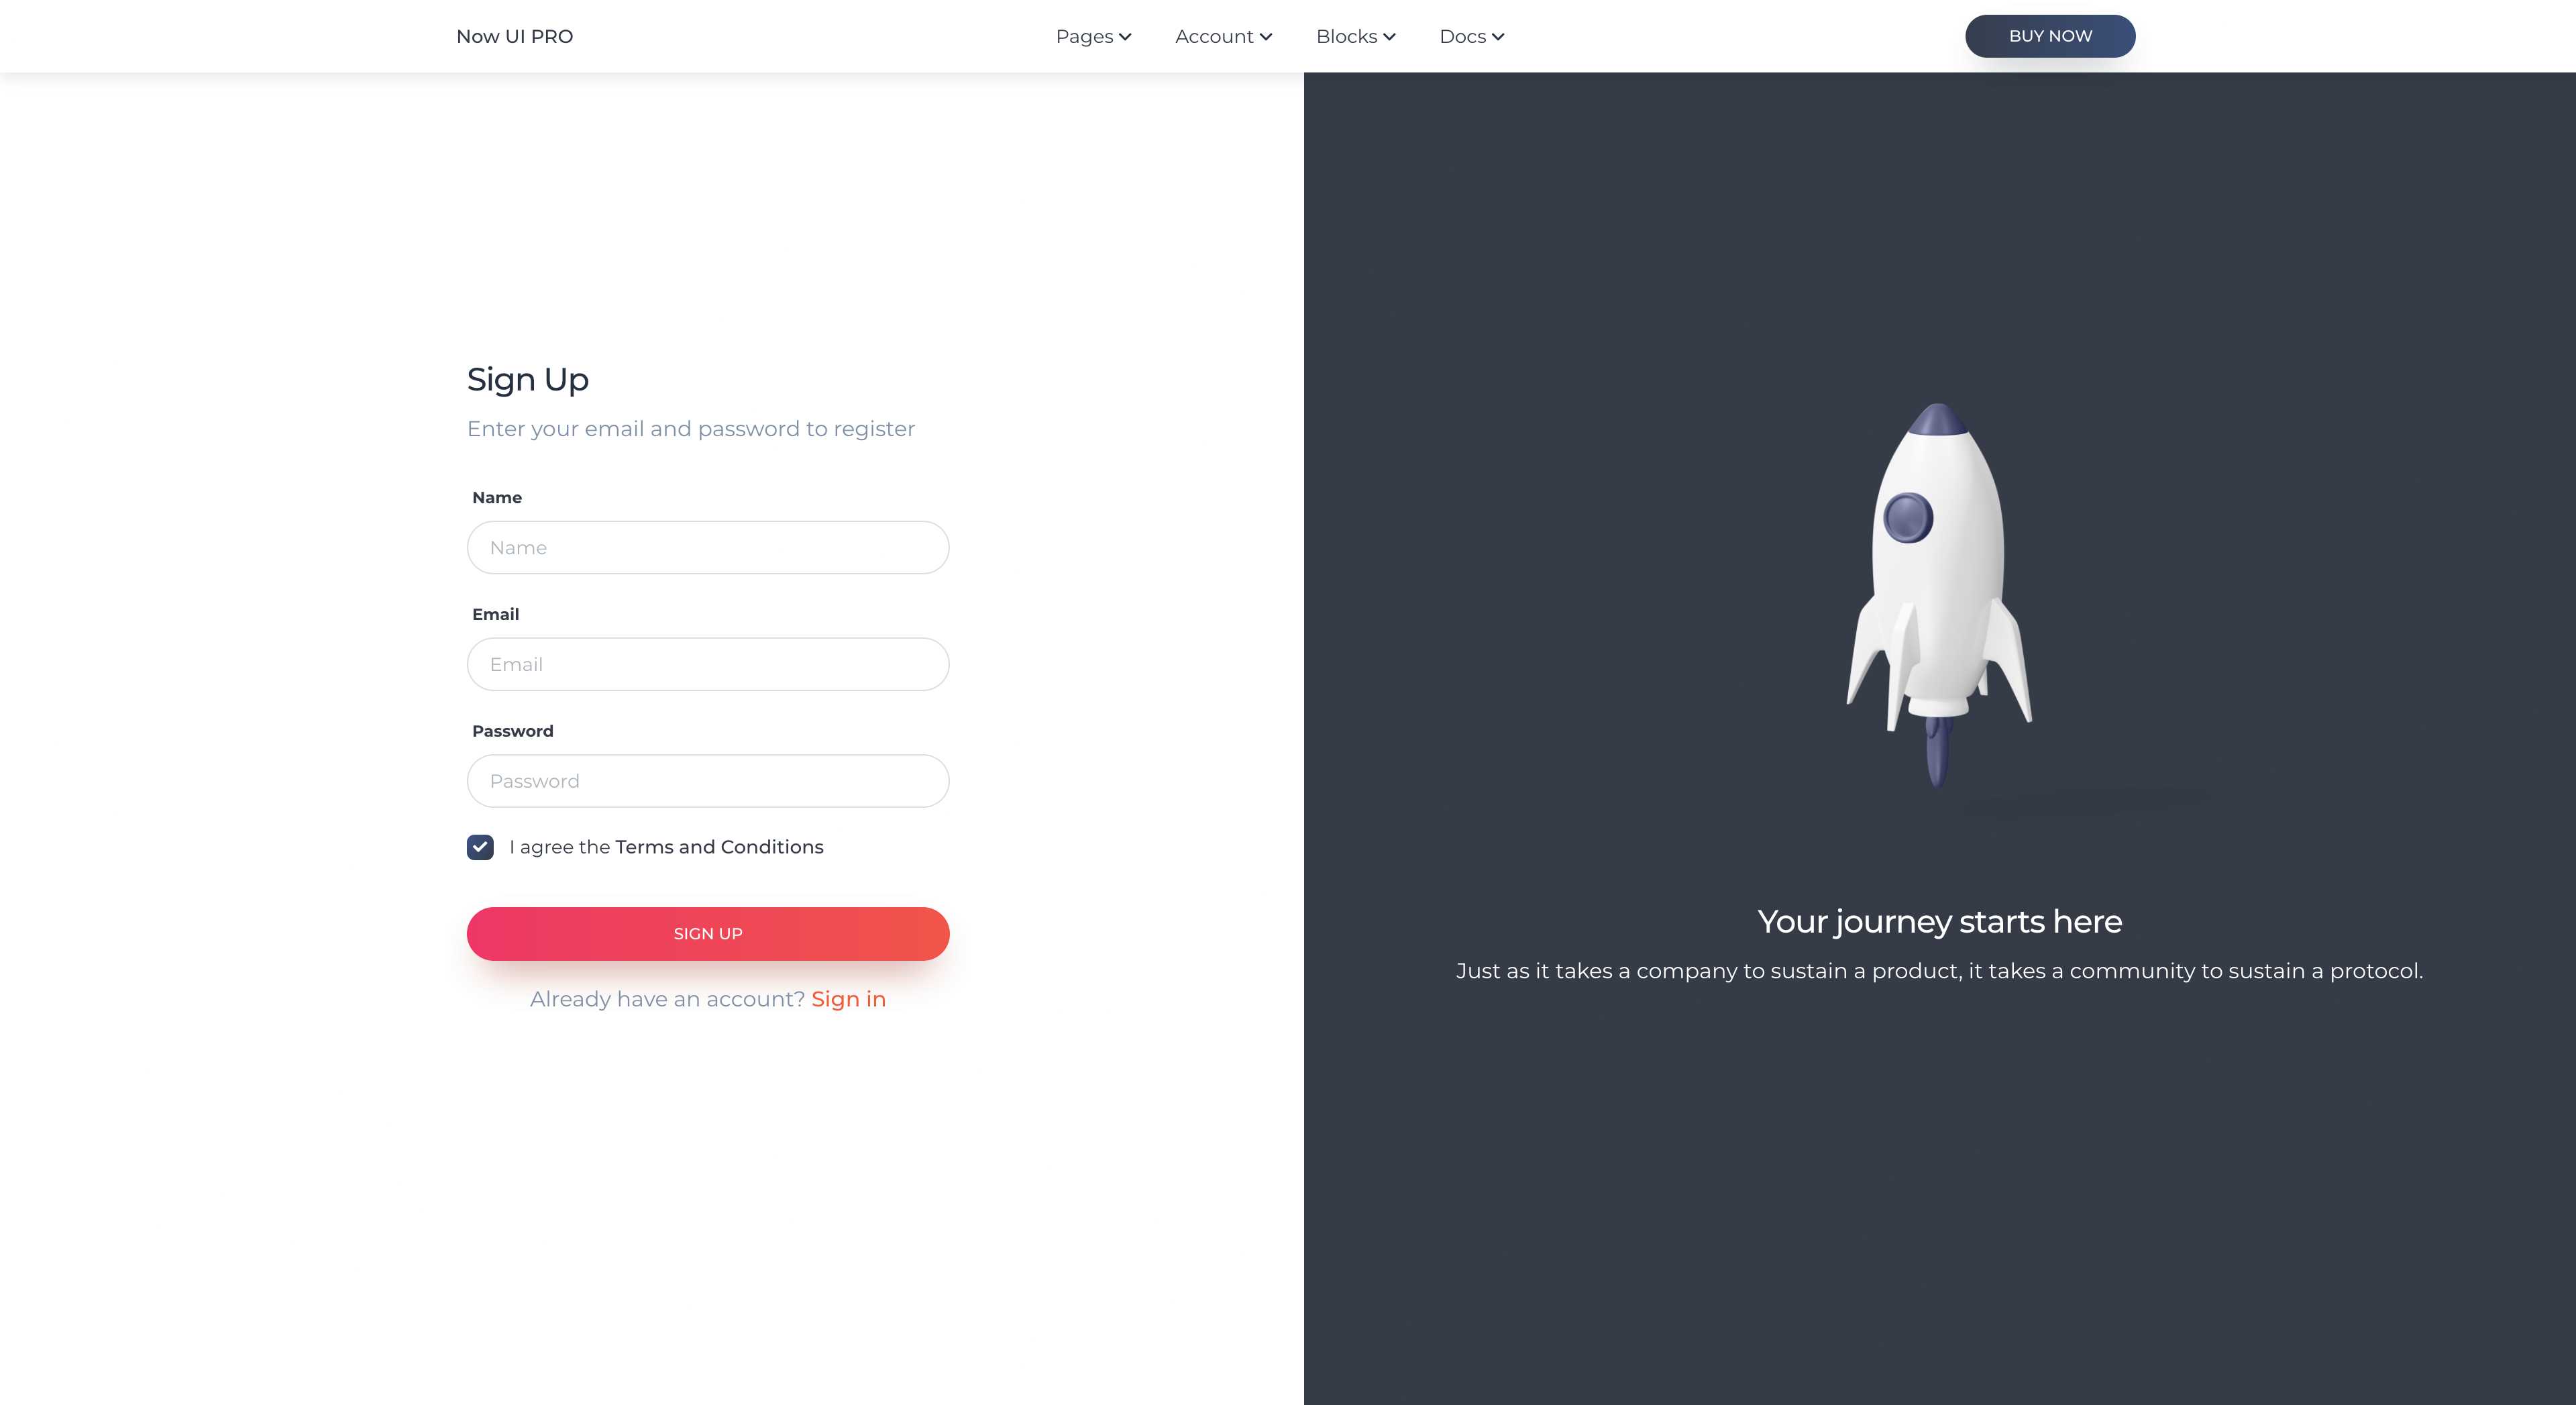 Now UI PRO
Pages
Account
Blocks
Docs
BUY NOW
Sign Up
Enter your email and password to register
Name
Name
Email
Email
Password
Password
I agree the Terms and Conditions
SIGN UP
Already have an account? Sign in
Your journey starts here
Just as it takes a company to sustain a product, it takes a community to sustain a protocol.